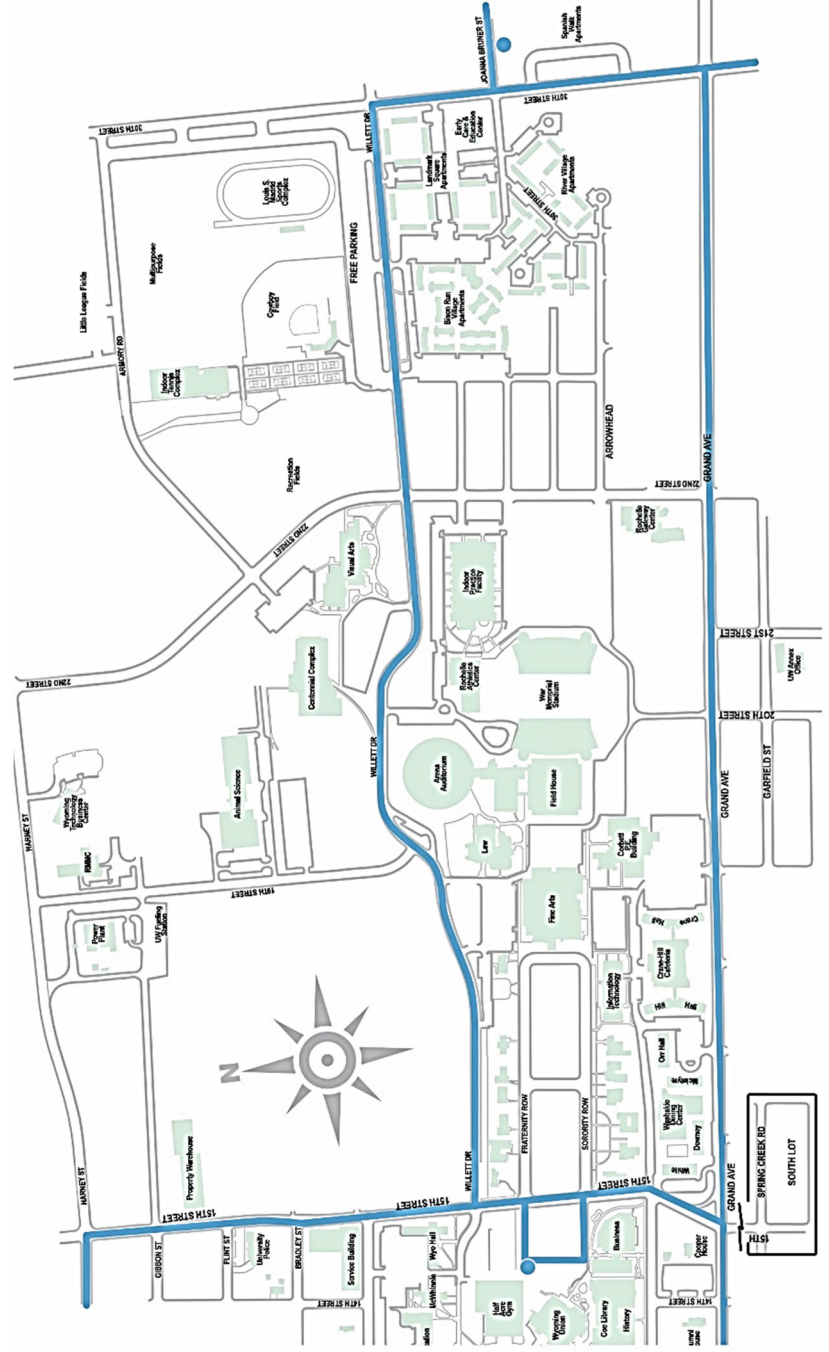 JOANNA BRUNER ST
Spanish
Walk
Apartments
30TH STREET
30TH STREET
WILLETT DR
Early
Care &
Education
Center
Landmark
Square
Apartments
Louis S.
Madrid
Sports
Complex
River Village
Apartments
30TH STREET
Multipurpose
Fields
FREE PARKING
Little League Fields
Cowboy
Field
Bison Run
Village
Apartments
ARMORY RD
Indoor
Tennis
Complex
ARROWHEAD
GRAND AVE
Recreation
Fields
22ND STREET
22ND STREET
Rochelle
Gateway
Center
Visual Arts
Indoor
Practice
Facility
21ST STREET
UW Annex
Office
22ND STREET
Centennial Complex
Rochelle
Athletics
Center
War
Memorial
Stadium
20TH STREET
WILLETT DR
GRAND AVE
GARFIELD ST
Wyoming
Technology
Business
Center
Animal Science
Arena
Auditorium
Field House
HARNEY ST
RMMC
Law
Corbett
P.E.
Building
19TH STREET
Power
Plant
UW Fueling
Station
Fine Arts
Crane
Hall
Crane-Hill
Cafeteria
Hill
Hall
Information
Technology
N
Orr Hall
McIntyre
Washakie
Dining
Center
Downey
White
FRATERNITY ROW
SORORITY ROW
Property Warehouse
HARNEY ST
WILLETT DR
15TH STREET
15TH STREET
15TH STREET
GRAND AVE
SPRING CREEK RD
SOUTH LOT
15TH
GIBBON ST
FLINT ST
University
Police
BRADLEY ST
Service Building
Wyo Hall
McWhinnie
Business
Cooper
House
14TH STREET
14TH STREET
Half
Acre
Gym
Wyoming
Union
Coe Library
History